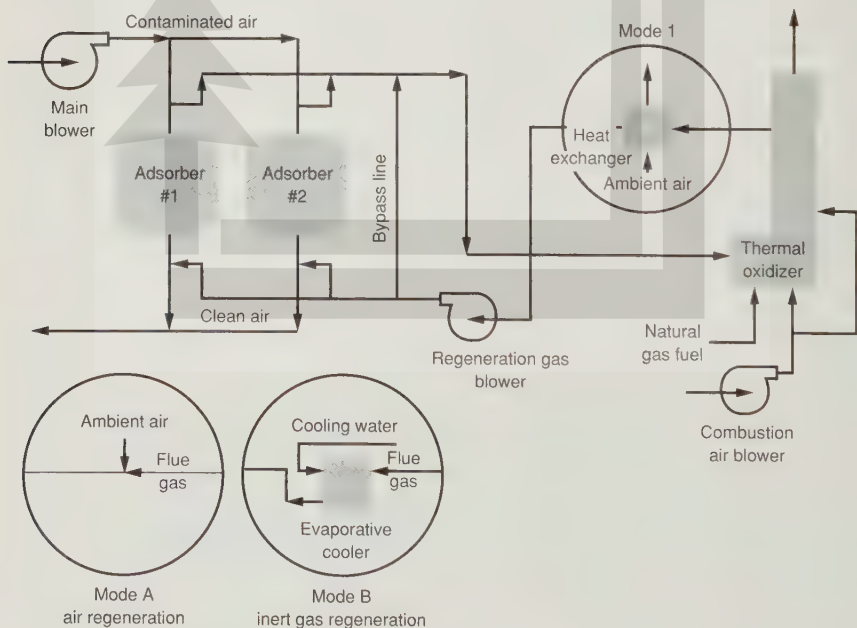 Contaminated air
Mode 1
Main
blower
Heat
exchanger
Ambient air
Adsorber
#1
Adsorber
#2
Bypass line
Thermal
oxidizer
Clean air
Regeneration gas
blower
Natural
gas fuel
Combustion
air blower
Ambient air
Flue
gas
Cooling water
Flue
gas
Evaporative
cooler
Mode A
air regeneration
Mode B
inert gas regeneration